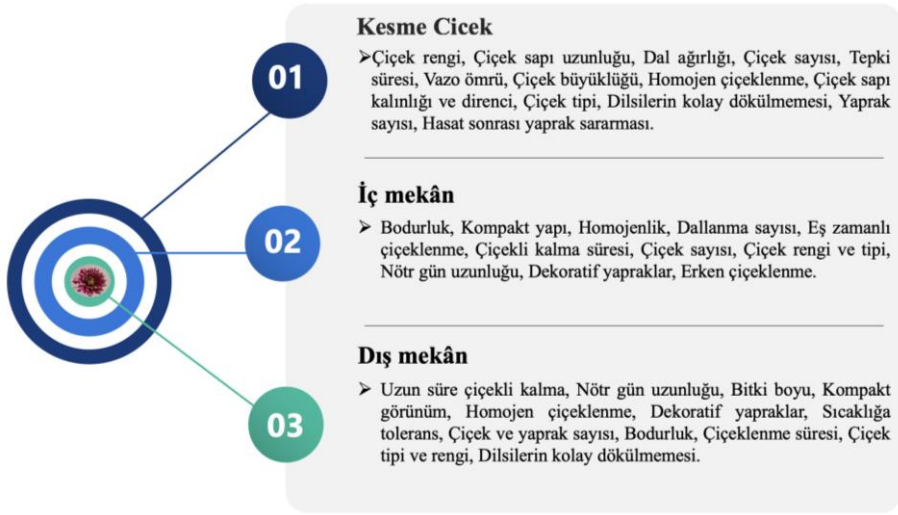 Kesme Cicek
➢Çiçek rengi, Çiçek sapı uzunluğu, Dal ağırlığı, Çiçek sayısı, Tepki
süresi, Vazo ömrü, Çiçek büyüklüğü, Homojen çiçeklenme, Çiçek sapı
kalınlığı ve direnci, Çiçek tipi, Dilsilerin kolay dökülmemesi, Yaprak
sayısı, Hasat sonrası yaprak sararması.
01
İç mekân
➢ Bodurluk, Kompakt yapı, Homojenlik, Dallanma sayısı, Eş zamanlı
çiçeklenme, Çiçekli kalma süresi, Çiçek sayısı, Çiçek rengi ve tipi,
Nötr gün uzunluğu, Dekoratif yapraklar, Erken çiçeklenme.
02
Dış mekân
➢ Uzun süre çiçekli kalma, Nötr gün uzunluğu, Bitki boyu, Kompakt
görünüm, Homojen çiçeklenme, Dekoratif yapraklar, Sıcaklığa
tolerans, Çiçek ve yaprak sayısı, Bodurluk, Çiçeklenme süresi, Çiçek
tipi ve rengi, Dilsilerin kolay dökülmemesi.
03